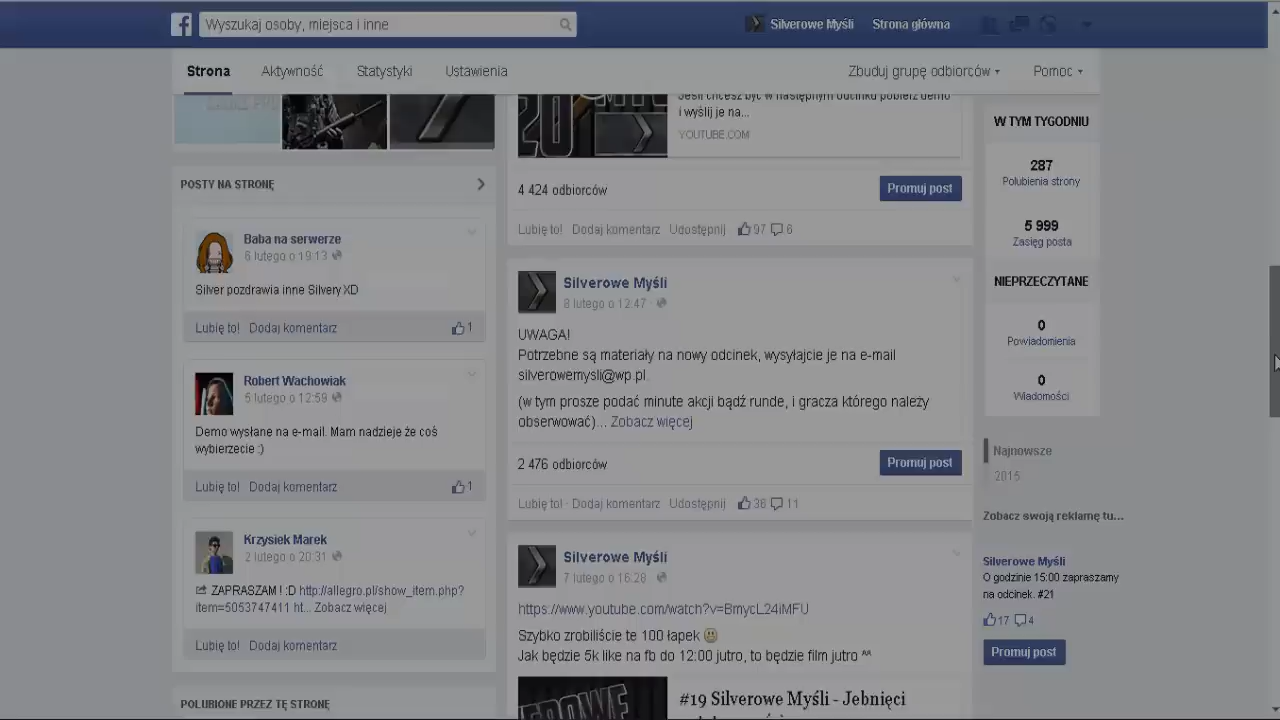 Wyszukaj osoby, miejsca i inne
Silverowe Myśli
Strona główna
Strona
Aktywność
Statystyki
Ustawienia
Zbuduj grupę odbiorców
Pomoc
POSTY NA STRONĘ
Baba na serwerze
6 lutego o 19:13
Silver pozdrawia inne Silvery XD
Lubię to! Dodaj komentarz
1
Robert Wachowiak
5 lutego o 12:59
Demo wysłane na e-mail. Mam nadzieje że coś
wybierzecie :)
Lubię to! Dodaj komentarz
1
Krzysiek Marek
2 lutego o 20:31
ZAPRASZAM ! :D http://allegro.pl/show_item.php?
item=5053747411 ht... Zobacz więcej
Lubię to! Dodaj komentarz
POLUBIONE PRZEZ TĘ STRONĘ
20
Jeśli chcesz być w następnym odcinku pobierz demo
i wyślij je na...
YOUTUBE.COM
4 424 odbiorców
Promuj post
Lubię to! Dodaj komentarz Udostępnij 97 6
Silverowe Myśli
8 lutego o 12:47
UWAGA!
Potrzebne są materiały na nowy odcinek, wysyłajcie je na e-mail
silverowemysli@wp.pl.
(w tym prosze podać minute akcji bądź runde, i gracza którego należy
obserwować)... Zobacz więcej
2 476 odbiorców
Promuj post
Lubię to! · Dodaj komentarz · Udostępnij 36 11
Silverowe Myśli
7 lutego o 16:28
https://www.youtube.com/watch?v=BmycL24iMFU
Szybko zrobiliście te 100 łapek
Jak będzie 5k like na fb do 12:00 jutro, to będzie film jutro ^^
#19 Silverowe Myśli - Jebnięci
W TYM TYGODNIU
287
Polubienia strony
5 999
Zasięg posta
NIEPRZECZYTANE
0
Powiadomienia
0
Wiadomości
Najnowsze
2015
Zobacz swoją reklamę tu...
Silverowe Myśli
O godzinie 15:00 zapraszamy
na odcinek. #21
17 4
Promuj post